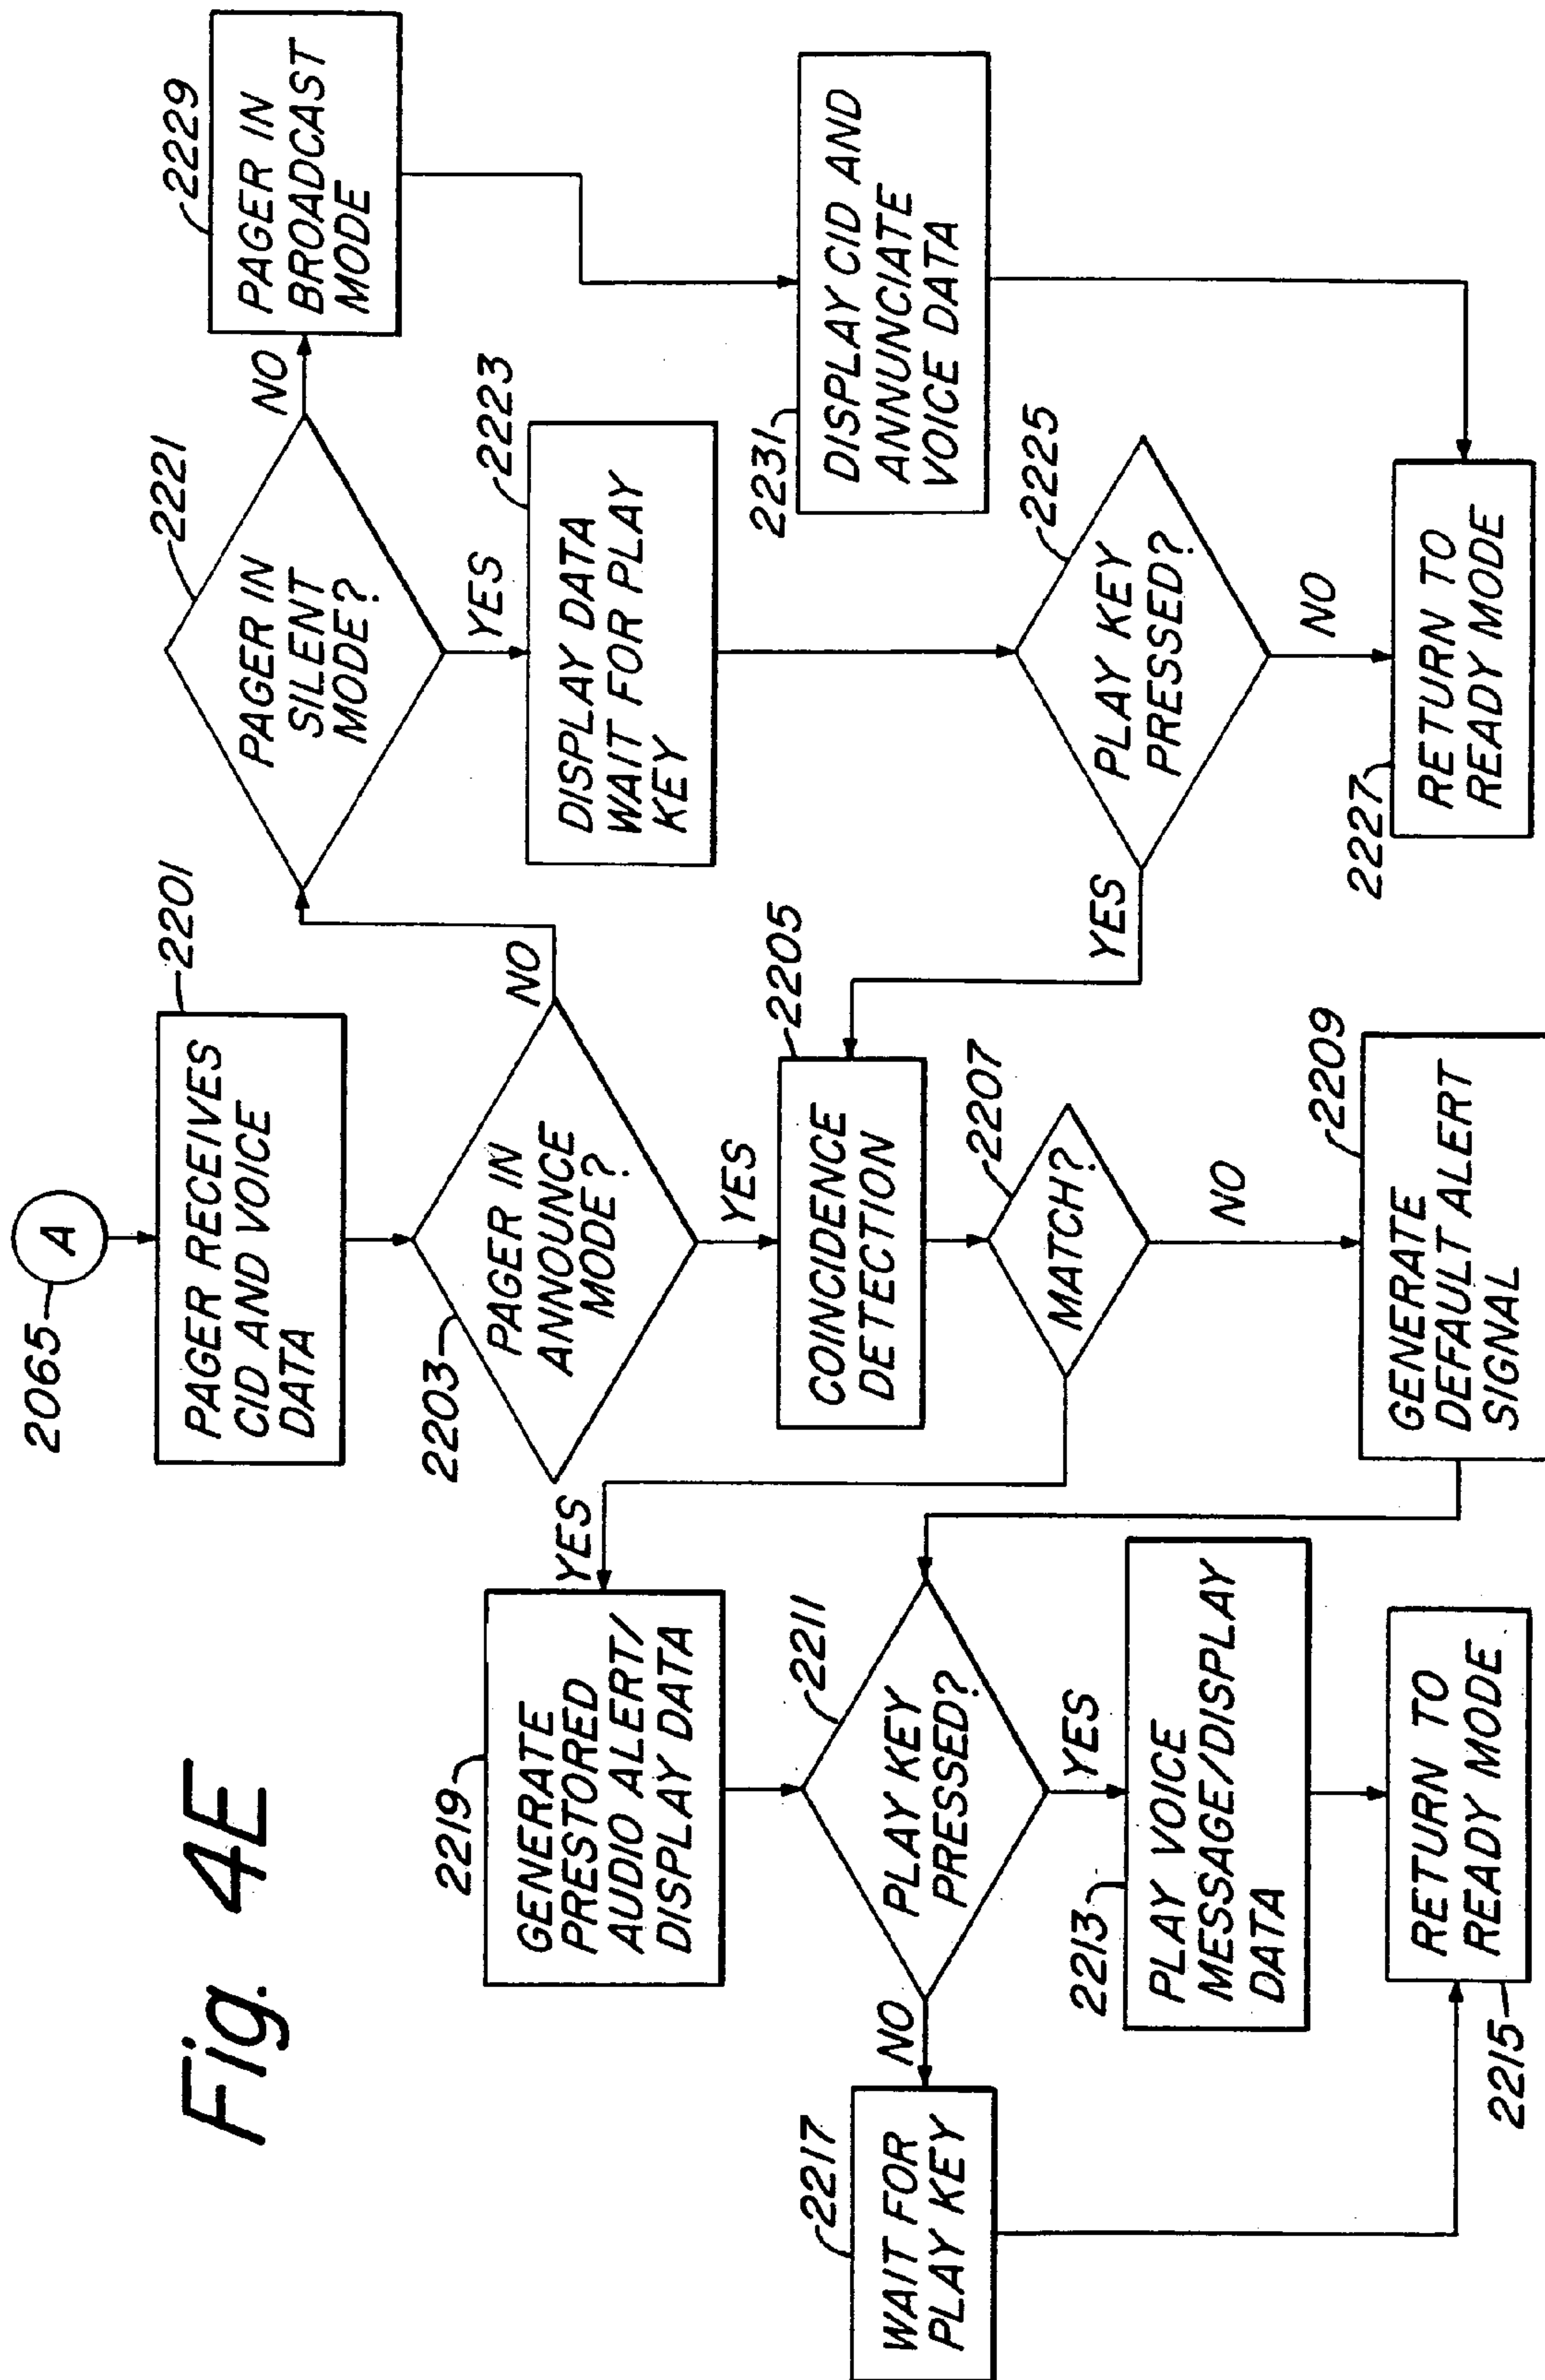 Fig. 4E
2065
A
2201
PAGER RECEIVES
CID AND VOICE
DATA
2203
PAGER IN
ANNOUNCE
MODE?
NO
YES
2221
PAGER IN
SILENT
MODE?
NO
YES
2229
PAGER IN
BROADCAST
MODE
2223
DISPLAY DATA
WAIT FOR PLAY
KEY
2231
DISPLAY CID AND
ANNUNCIATE
VOICE DATA
2225
PLAY KEY
PRESSED?
YES
NO
2227
RETURN TO
READY MODE
2205
COINCIDENCE
DETECTION
2207
MATCH?
YES
NO
2209
GENERATE
DEFAULT ALERT
SIGNAL
2219
GENERATE
PRESTORED
AUDIO ALERT/
DISPLAY DATA
2211
PLAY KEY
PRESSED?
NO
YES
2213
PLAY VOICE
MESSAGE/DISPLAY
DATA
2217
WAIT FOR
PLAY KEY
2215
RETURN TO
READY MODE